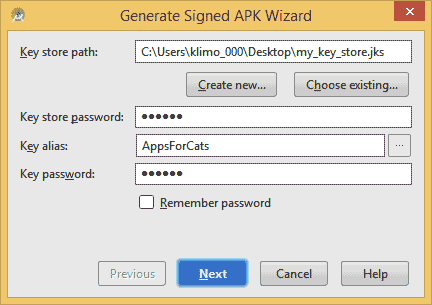 Generate Signed APK Wizard
Key store path: C:\Users\klimo_000\Desktop\my_key_store.jks
Create new... Choose existing...
Key store password: ••••••
Key alias: AppsForCats ...
Key password: ••••••
Remember password
Previous Next Cancel Help